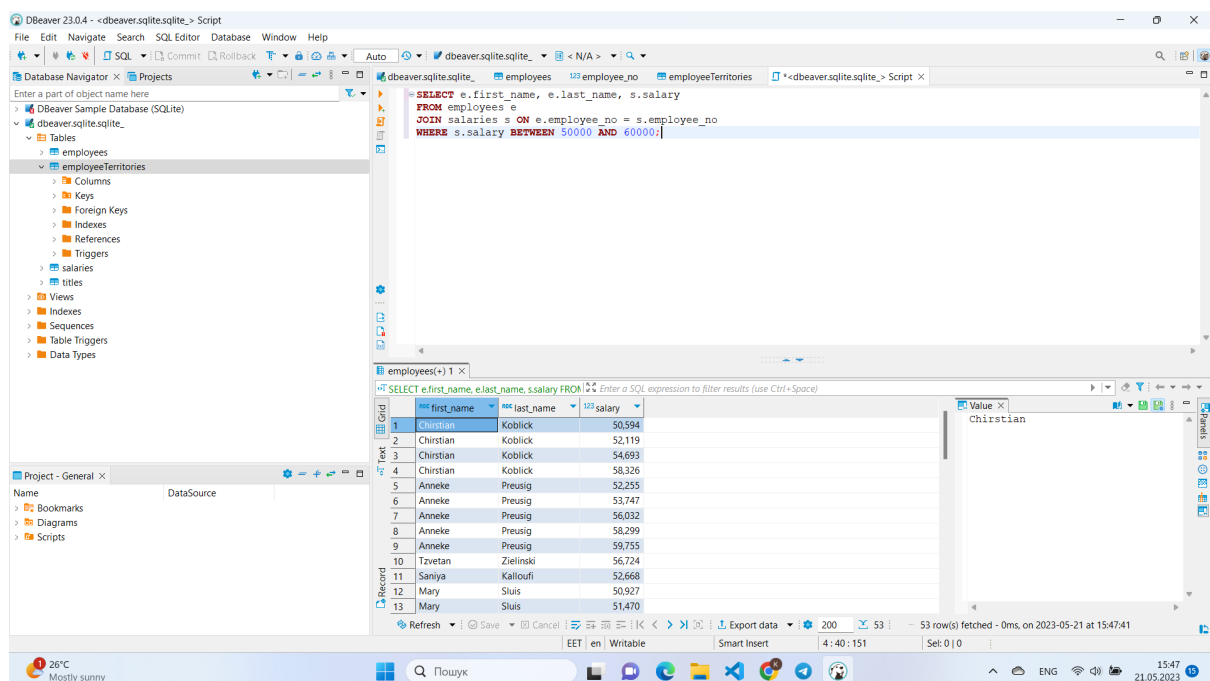 DBeaver 23.0.4 - <dbeaver.sqlite.sqlite_> Script
File Edit Navigate Search SQL Editor Database Window Help
SQL Commit Rollback Auto dbeaver.sqlite.sqlite_ < N/A >
Database Navigator Projects
Enter a part of object name here
DBeaver Sample Database (SQLite)
dbeaver.sqlite.sqlite_
Tables
employees
employeeTerritories
Columns
Keys
Foreign Keys
Indexes
References
Triggers
salaries
titles
Views
Indexes
Sequences
Table Triggers
Data Types
Project - General
Name DataSource
Bookmarks
Diagrams
Scripts
dbeaver.sqlite.sqlite_ employees 123 employee_no employeeTerritories *<dbeaver.sqlite.sqlite_> Script
SELECT e.first_name, e.last_name, s.salary
FROM employees e
JOIN salaries s ON e.employee_no = s.employee_no
WHERE s.salary BETWEEN 50000 AND 60000;
employees(+) 1
SELECT e.first_name, e.last_name, s.salary FROM Enter a SQL expression to filter results (use Ctrl+Space)
Grid
Text
Record
ABC first_name ABC last_name 123 salary
1 Chirstian Koblick 50,594
2 Chirstian Koblick 52,119
3 Chirstian Koblick 54,693
4 Chirstian Koblick 58,326
5 Anneke Preusig 52,255
6 Anneke Preusig 53,747
7 Anneke Preusig 56,032
8 Anneke Preusig 58,299
9 Anneke Preusig 59,755
10 Tzvetan Zielinski 56,724
11 Saniya Kalloufi 52,668
12 Mary Sluis 50,927
13 Mary Sluis 51,470
Value
Chirstian
Panels
Refresh Save Cancel Export data 200 53 53 row(s) fetched - 0ms, on 2023-05-21 at 15:47:41
EET en Writable Smart Insert 4 : 40 : 151 Sel: 0 | 0
1 26°C
Mostly sunny
Пошук
K
ENG 15:47
21.05.2023 15